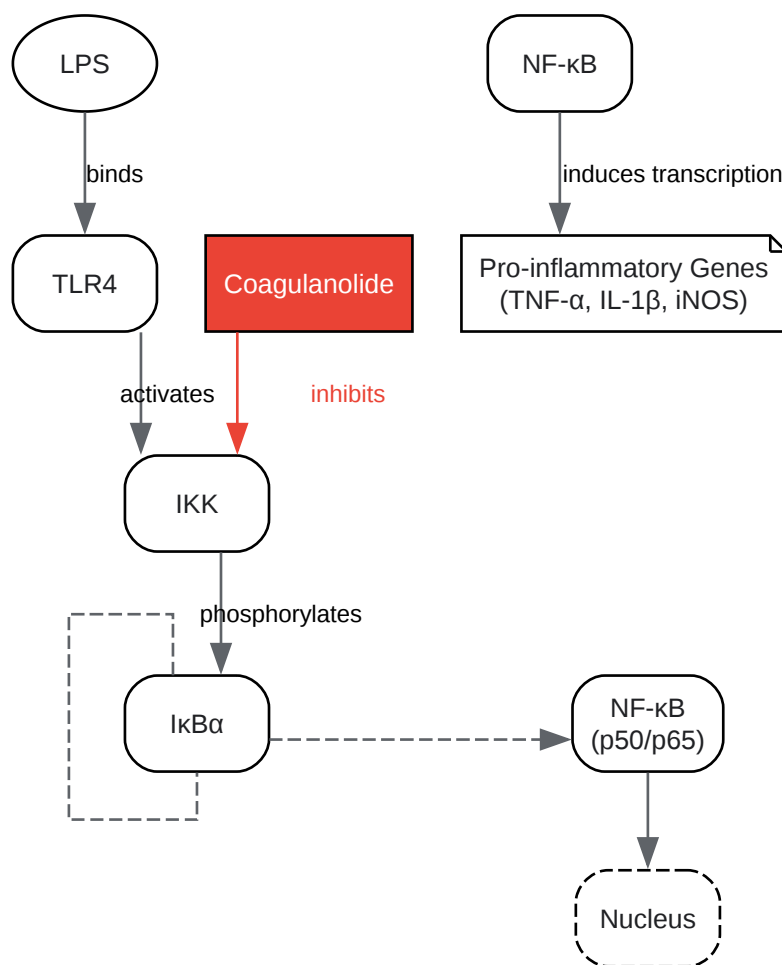 LPS
NF-κB
binds
induces transcription
TLR4
Coagulanolide
Pro-inflammatory Genes
(TNF-α, IL-1β, iNOS)
activates
inhibits
IKK
phosphorylates
IκBα
NF-κB
(p50/p65)
Nucleus